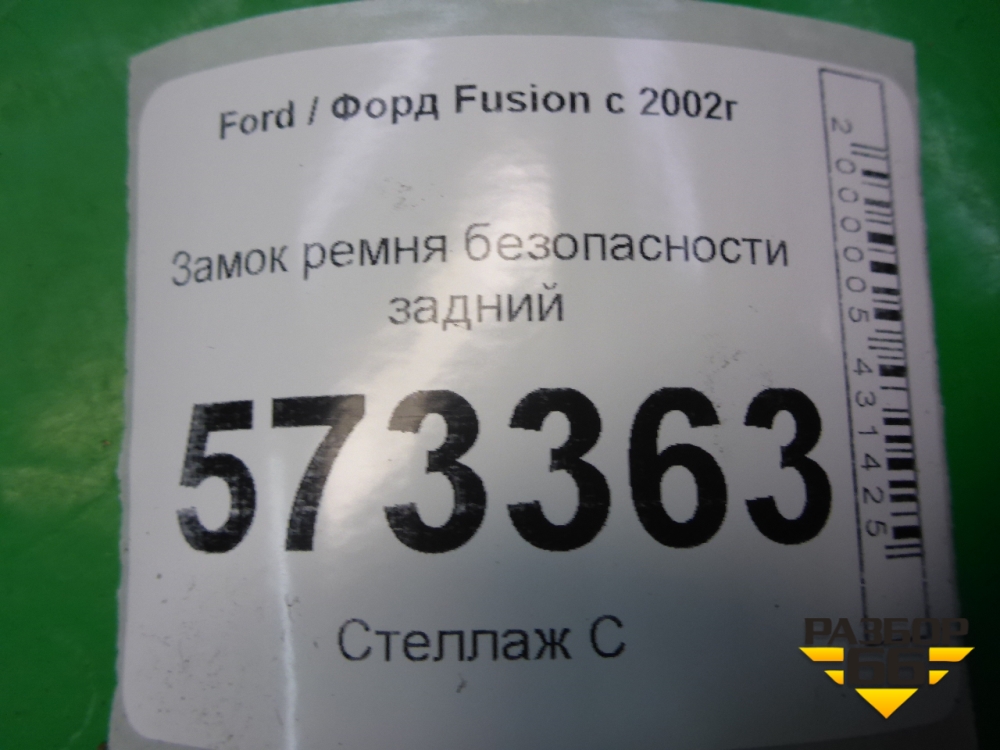 Ford / Форд Fusion с 2002г
Замок ремня безопасности
задний
573363
Стеллаж С
2000005431425
РАЗБОР
66